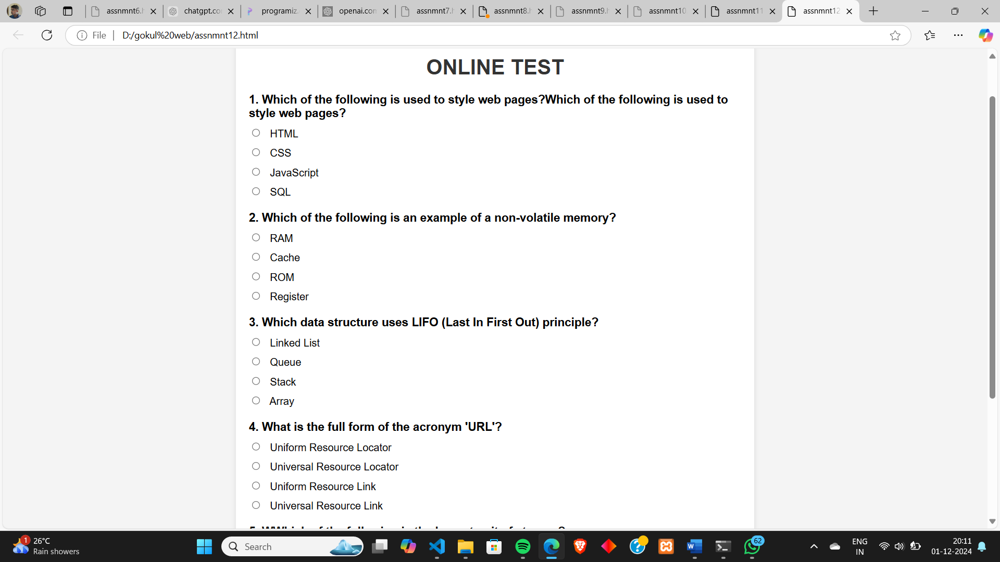 assnmnt6.h
chatgpt.co
programiz.
openai.com
assnmnt7.h
assnmnt8.h
assnmnt9.h
assnmnt10
assnmnt11
assnmnt12
File
D:/gokul%20web/assnmnt12.html
ONLINE TEST
1. Which of the following is used to style web pages?Which of the following is used to
style web pages?
HTML
CSS
JavaScript
SQL
2. Which of the following is an example of a non-volatile memory?
RAM
Cache
ROM
Register
3. Which data structure uses LIFO (Last In First Out) principle?
Linked List
Queue
Stack
Array
4. What is the full form of the acronym 'URL'?
Uniform Resource Locator
Universal Resource Locator
Uniform Resource Link
Universal Resource Link
1
26°C
Rain showers
Search
62
ENG
IN
20:11
01-12-2024